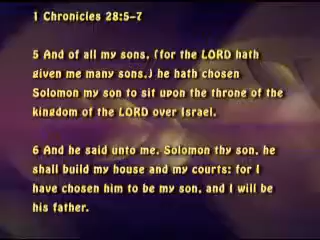 1 Chronicles 28:5-7
5 And of all my sons, (for the LORD hath
given me many sons,) he hath chosen
Solomon my son to sit upon the throne of the
kingdom of the LORD over Israel.
6 And he said unto me, Solomon thy son, he
shall build my house and my courts: for I
have chosen him to be my son, and I will be
his father.